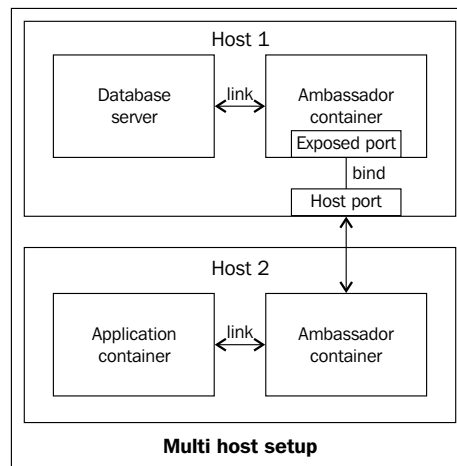 Host 1
Database
server
link
Ambassador
container
Exposed port
bind
Host port
Host 2
Application
container
link
Ambassador
container
Multi host setup